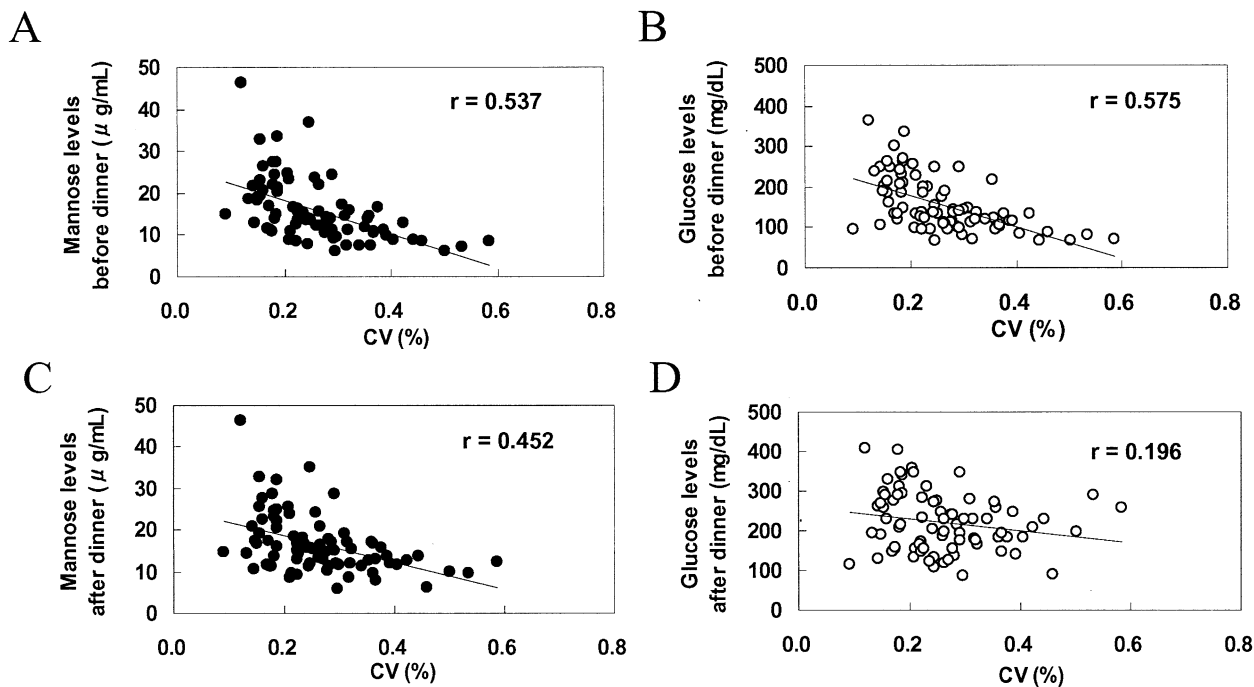 A
Mannose levels
before dinner (μ g/mL)
50
40
30
20
10
0
r = 0.537
0.0 0.2 0.4 0.6 0.8
CV (%)
B
Glucose levels
before dinner (mg/dL)
500
400
300
200
100
0
r = 0.575
0.0 0.2 0.4 0.6 0.8
CV (%)
C
Mannose levels
after dinner (μ g/mL)
50
40
30
20
10
0
r = 0.452
0.0 0.2 0.4 0.6 0.8
CV (%)
D
Glucose levels
after dinner (mg/dL)
500
400
300
200
100
0
r = 0.196
0.0 0.2 0.4 0.6 0.8
CV (%)